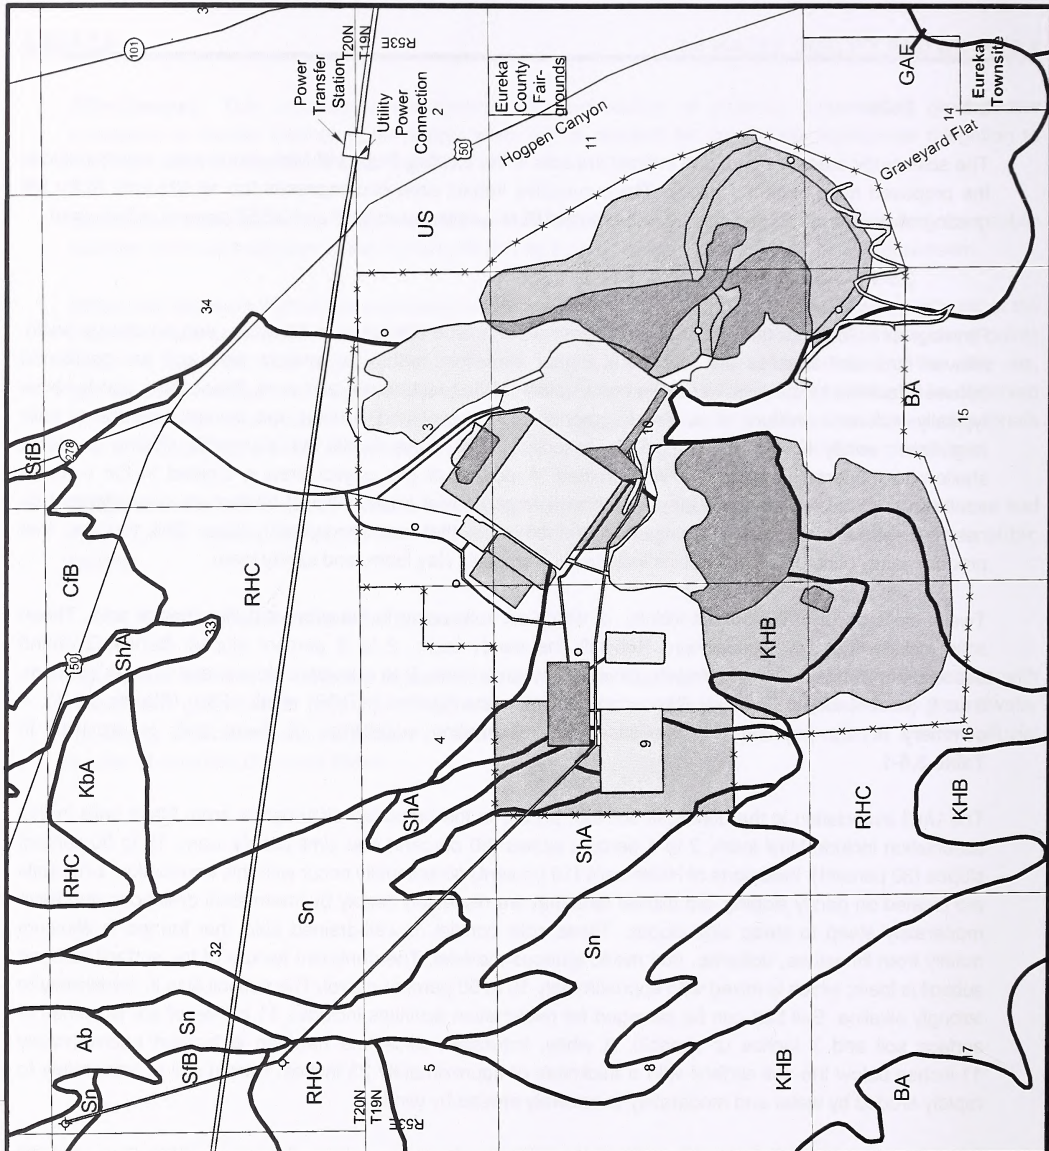 3
101
T20N
T19N
R53E
Power
Transfer
Station
Utility
Power
Connection
2
Eureka
County
Fair-
grounds
50
US
Hogpen Canyon
11
GAE
Eureka
Townsite
14
Graveyard Flat
34
3
10
BA
15
SfB
278
CfB
RHC
ShA
33
50
KbA
RHC
4
ShA
9
ShA
KHB
16
RHC
KHB
Sn
Sn
32
Ab
Sn
Sn
SfB
RHC
T20N
T19N
R53E
5
8
KHB
BA
17